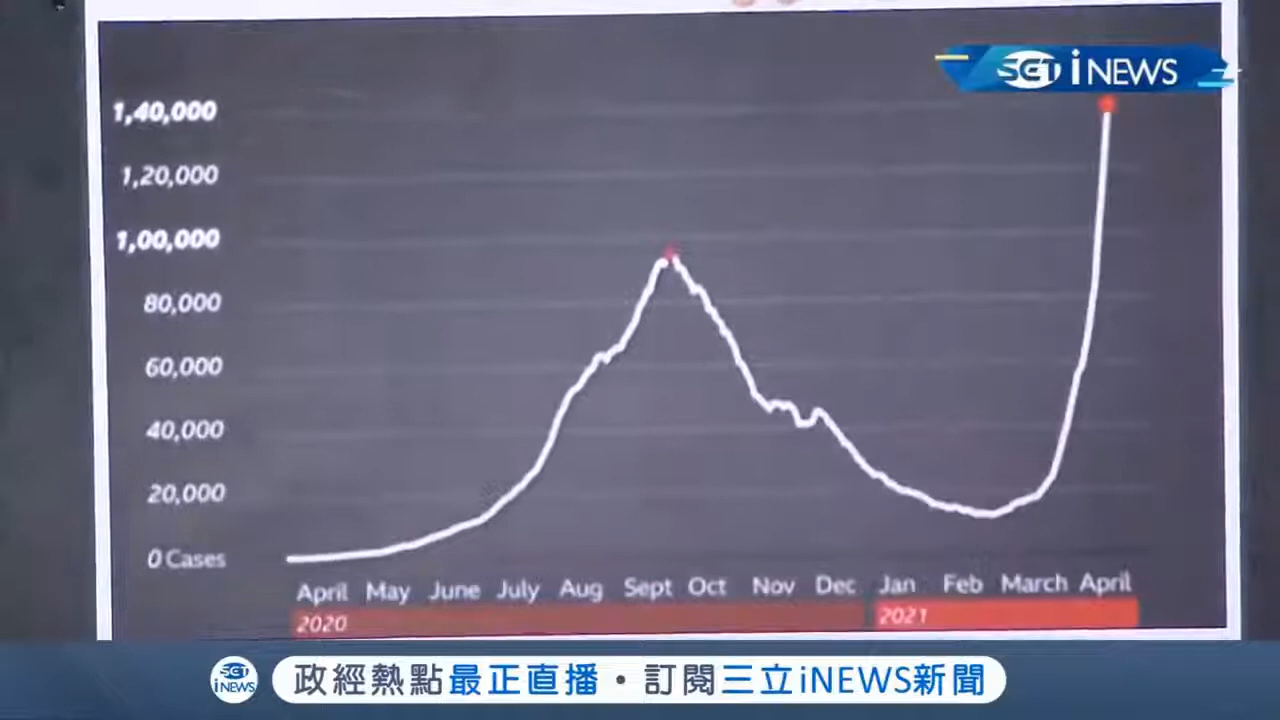 SET iNEWS
1,40,000
1,20,000
1,00,000
80,000
60,000
40,000
20,000
0 Cases
April May June July Aug Sept Oct Nov Dec Jan Feb March April
2020 2021
SET iNEWS 政經熱點最正直播・訂閱三立iNEWS新聞